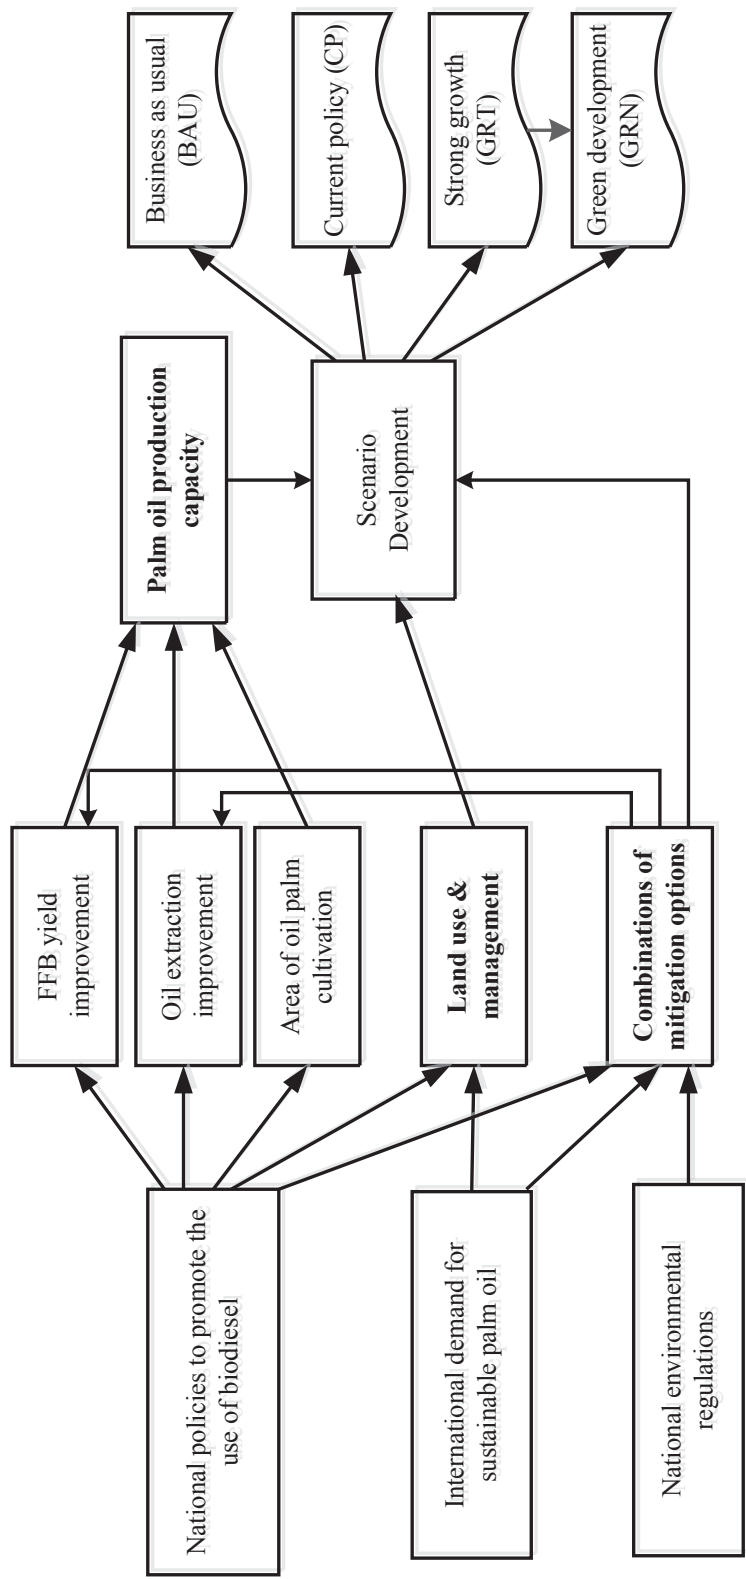 National policies to promote the
use of biodiesel
International demand for
sustainable palm oil
National environmental
regulations
FFB yield
improvement
Oil extraction
improvement
Area of oil palm
cultivation
Land use &
management
Combinations of
mitigation options
Palm oil production
capacity
Scenario
Development
Business as usual
(BAU)
Current policy (CP)
Strong growth
(GRT)
Green development
(GRN)